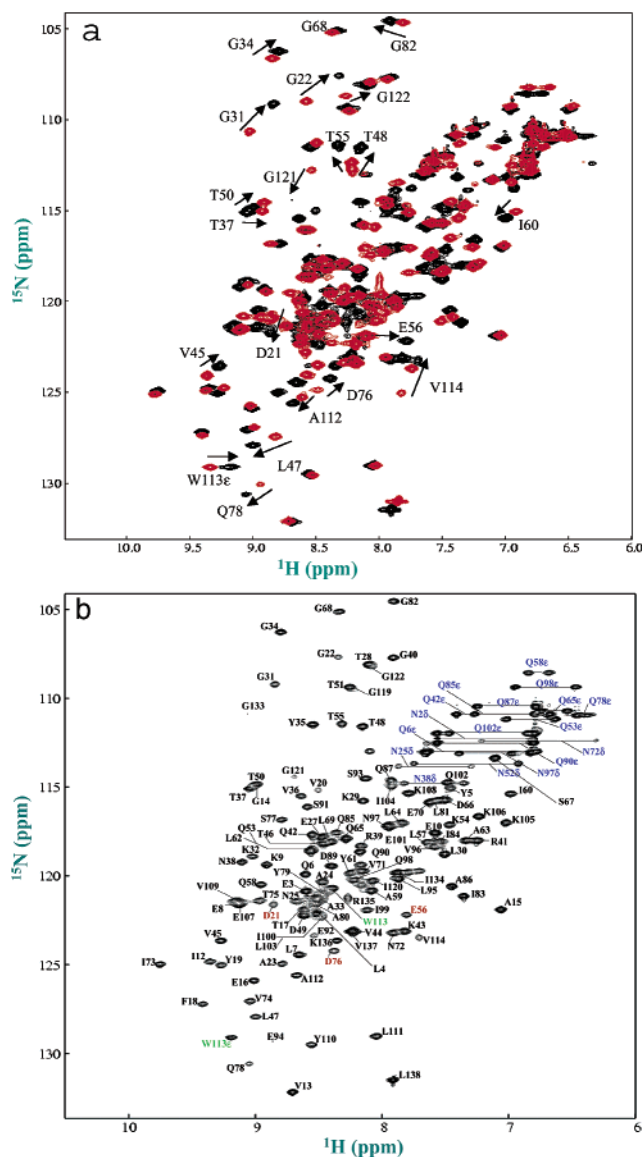 a
105
110
115
120
125
130
15N (ppm)
G34
G68
G82
G22
G122
G31
T55
T48
G121
T50
T37
I60
E56
D21
V45
D76
V114
A112
L47
W113ε
Q78
10.0
9.0
8.0
7.0
6.0
1H (ppm)
b
105
110
115
120
125
130
15N (ppm)
G68
G82
G34
G22
T28
G40
G122
G31
T51
G119
G133
Y35
T55
T48
Q58ε
Q98ε
Q85ε
Q87ε
Q65ε
Q78ε
Q42ε
Q53ε
N2δ
Q102ε
Q6ε
N72δ
Q90ε
N25δ
N97δ
N38δ
N52δ
S67
G121
V20
S93
Q87
Q102
T50
V36
K29
I104
K108
Y5
I60
T37
G14
S91
L64
E70
L81
D66
K106
S77
E27
L69
Q85
N97
E10
K54
K105
Q53
Q42
Q65
R39
L57
I84
A63
L62
T46
Q90
V96
L30
R41
K32
D89
Y61
V71
Q98
N38
K9
Y79
Q6
A24
I134
A86
Q58
E3
I120
L95
V109
T75
N25
A33
R135
A59
I83
A15
E8
E107
D21
T17
A80
W113
I99
E56
I100
D49
E92
V44
K43
V45
L103
K136
V137
N72
V114
I73
I12
Y19
A23
L7
D76
L4
E16
A112
F18
V74
L47
L111
W113ε
E94
Y110
Q78
L138
V13
10
9
8
7
6
1H (ppm)